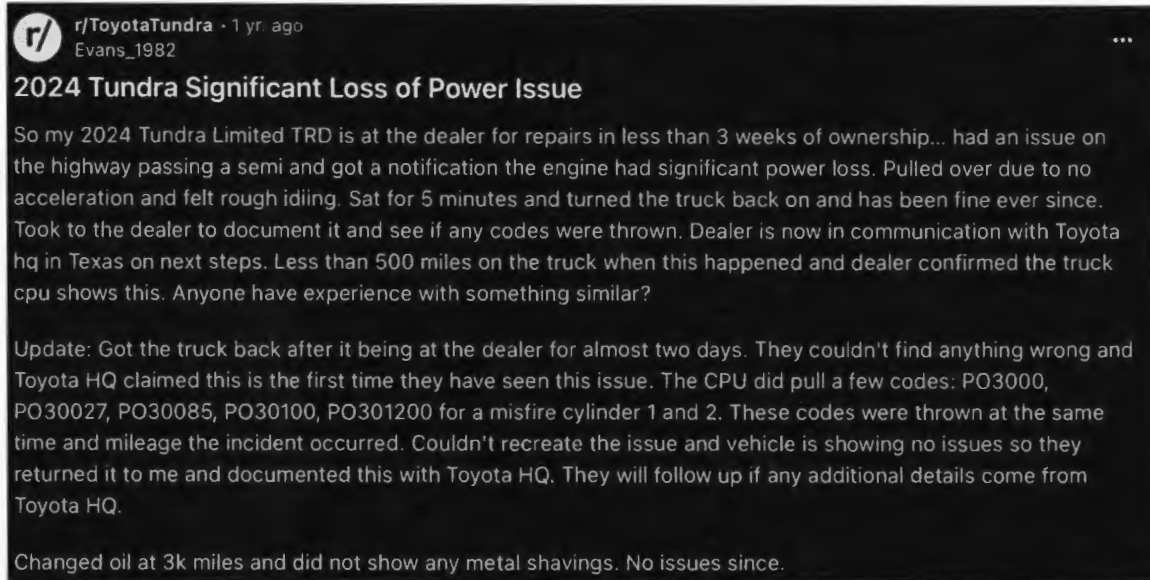 r/ r/ToyotaTundra · 1 yr. ago
Evans_1982
...
2024 Tundra Significant Loss of Power Issue
So my 2024 Tundra Limited TRD is at the dealer for repairs in less than 3 weeks of ownership... had an issue on
the highway passing a semi and got a notification the engine had significant power loss. Pulled over due to no
acceleration and felt rough idiing. Sat for 5 minutes and turned the truck back on and has been fine ever since.
Took to the dealer to document it and see if any codes were thrown. Dealer is now in communication with Toyota
hq in Texas on next steps. Less than 500 miles on the truck when this happened and dealer confirmed the truck
cpu shows this. Anyone have experience with something similar?
Update: Got the truck back after it being at the dealer for almost two days. They couldn't find anything wrong and
Toyota HQ claimed this is the first time they have seen this issue. The CPU did pull a few codes: PO3000,
PO30027, PO30085, PO30100, PO301200 for a misfire cylinder 1 and 2. These codes were thrown at the same
time and mileage the incident occurred. Couldn't recreate the issue and vehicle is showing no issues so they
returned it to me and documented this with Toyota HQ. They will follow up if any additional details come from
Toyota HQ.
Changed oil at 3k miles and did not show any metal shavings. No issues since.